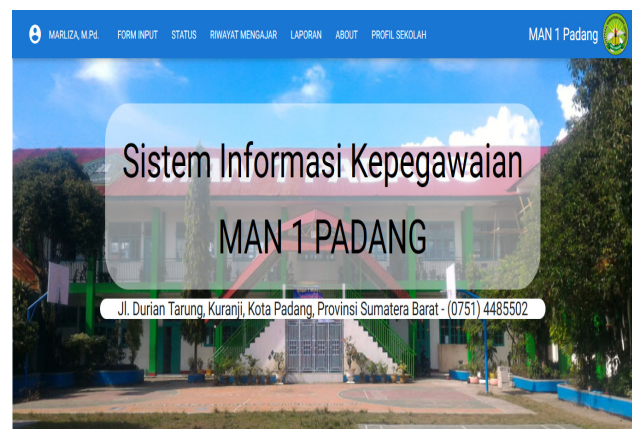 MARLIZA, M.Pd. FORM INPUT STATUS RIWAYAT MENGAJAR LAPORAN ABOUT PROFIL SEKOLAH MAN 1 Padang
Sistem Informasi Kepegawaian
MAN 1 PADANG
Jl. Durian Tarung, Kuranji, Kota Padang, Provinsi Sumatera Barat - (0751) 4485502